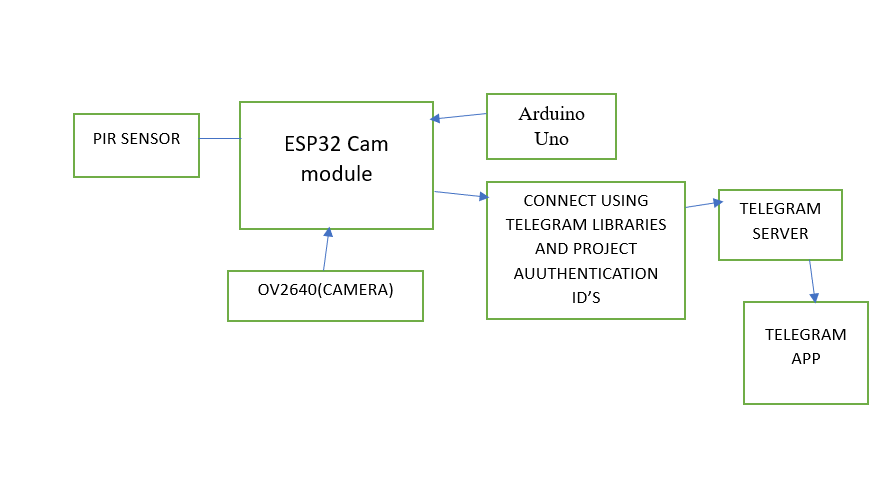 PIR SENSOR
ESP32 Cam
module
Arduino
Uno
OV2640(CAMERA)
CONNECT USING
TELEGRAM LIBRARIES
AND PROJECT
AUUTHENTICATION
ID’S
TELEGRAM
SERVER
TELEGRAM
APP